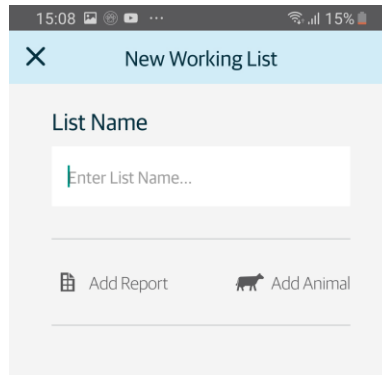 15:08 ... 15%
New Working List
List Name
Enter List Name...
Add Report Add Animal